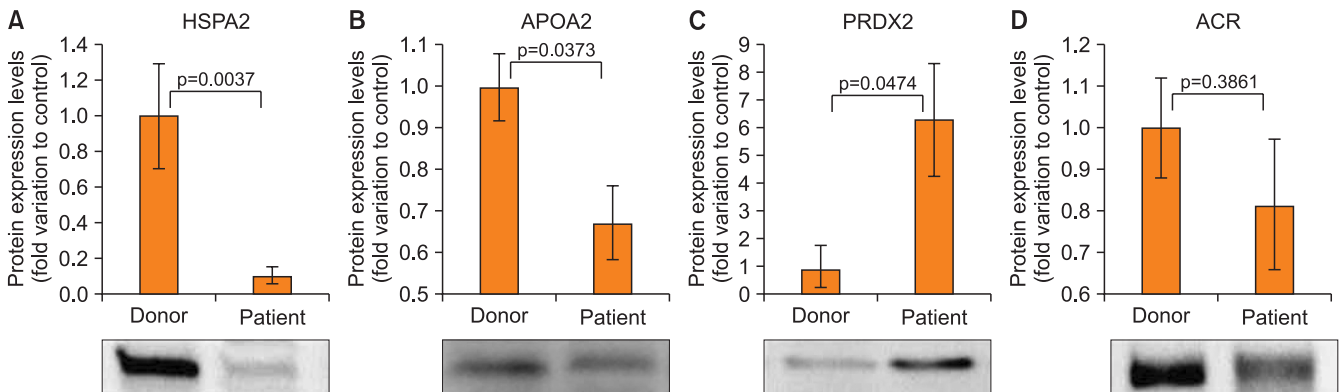 A
HSPA2
Protein expression levels
(fold variation to control)
1.4
1.2
1.0
0.8
0.6
0.4
0.2
0.0
p=0.0037
Donor
Patient
B
APOA2
Protein expression levels
(fold variation to control)
1.1
1.0
0.9
0.8
0.7
0.6
0.5
p=0.0373
Donor
Patient
C
PRDX2
Protein expression levels
(fold variation to control)
9
8
7
6
5
4
3
2
1
0
p=0.0474
Donor
Patient
D
ACR
Protein expression levels
(fold variation to control)
1.2
1.1
1.0
0.9
0.8
0.7
0.6
p=0.3861
Donor
Patient